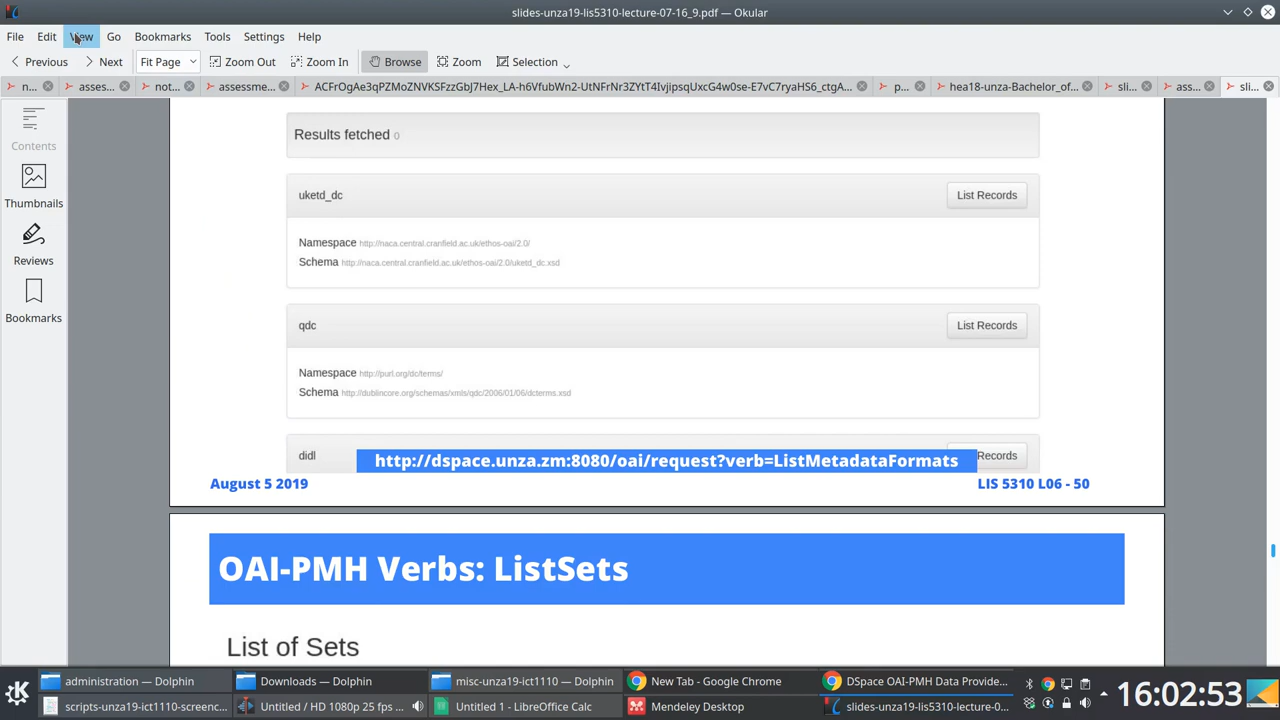 slides-unza19-lis5310-lecture-07-16_9.pdf — Okular
File Edit View Go Bookmarks Tools Settings Help
Previous Next Fit Page Zoom Out Zoom In Browse Zoom Selection
n... asses... not... assessme... ACFrOgAe3qPZMoZNVKSFzzGbJ7Hex_LA-h6VfubWn2-UtNFrNr3ZYtT4IvjipsqUxcG4w0se-E7vC7ryaHS6_ctgA... p... hea18-unza-Bachelor_of... sli... ass... sli...
Contents
Thumbnails
Reviews
Bookmarks
Results fetched 0
uketd_dc List Records
Namespace http://naca.central.cranfield.ac.uk/ethos-oai/2.0/
Schema http://naca.central.cranfield.ac.uk/ethos-oai/2.0/uketd_dc.xsd
qdc List Records
Namespace http://purl.org/dc/terms/
Schema http://dublincore.org/schemas/xmls/qdc/2006/01/06/dcterms.xsd
didl Records
http://dspace.unza.zm:8080/oai/request?verb=ListMetadataFormats
August 5 2019 LIS 5310 L06 - 50
OAI-PMH Verbs: ListSets
List of Sets
administration — Dolphin Downloads — Dolphin misc-unza19-ict1110 — Dolphin New Tab - Google Chrome DSpace OAI-PMH Data Provide...
scripts-unza19-ict1110-screenc... Untitled / HD 1080p 25 fps ... Untitled 1 - LibreOffice Calc Mendeley Desktop slides-unza19-lis5310-lecture-0...
16:02:53